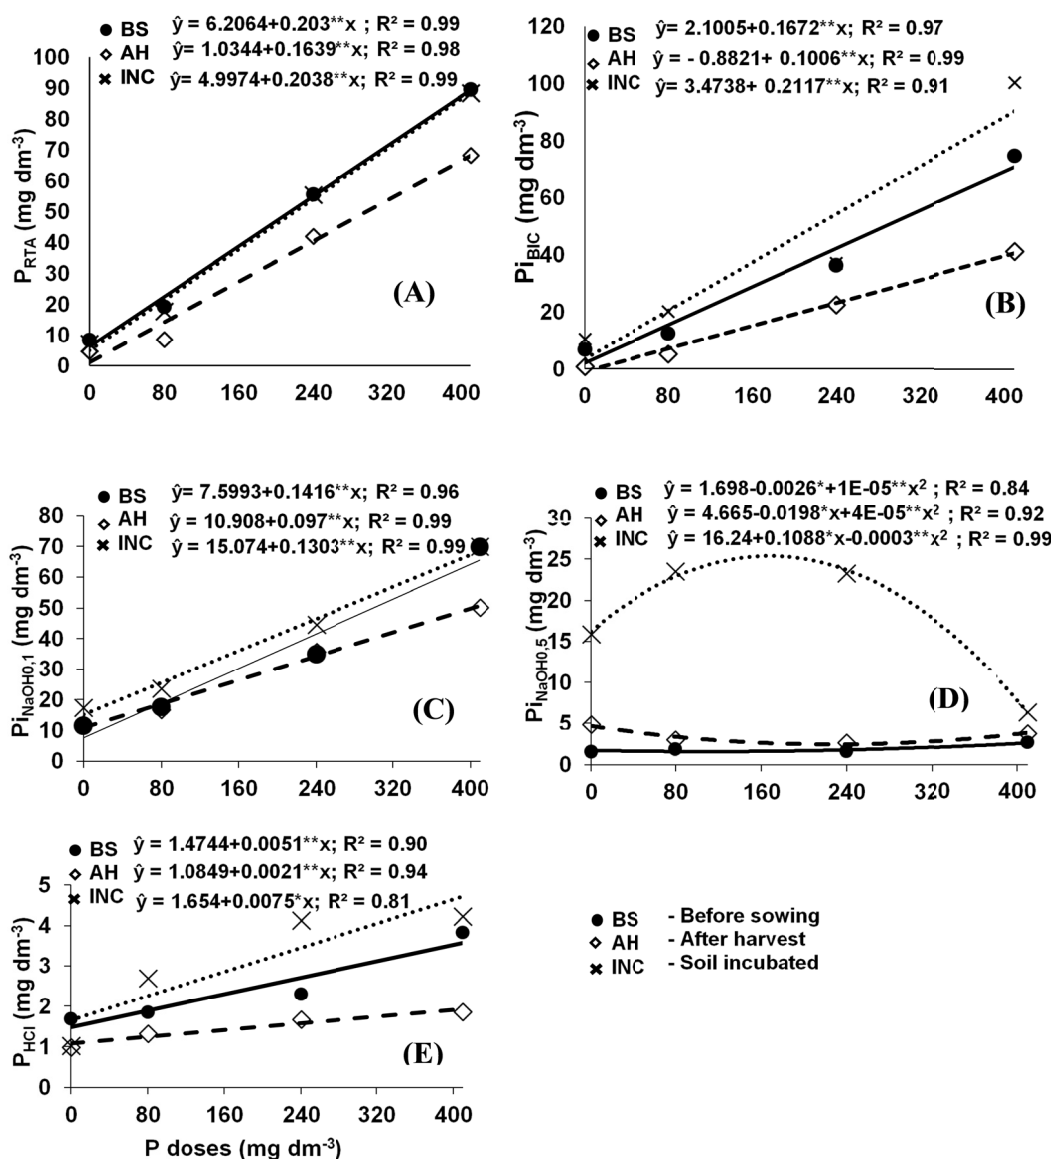 BS ŷ= 6.2064+0.203**x ; R² = 0.99
AH ŷ= 1.0344+0.1639**x; R² = 0.98
INC ŷ= 4.9974+0.2038**x; R² = 0.99
P_RTA (mg dm⁻³)
100
90
80
70
60
50
40
30
20
10
0
(A)
0 80 160 240 320 400
BS ŷ= 2.1005+0.1672**x; R² = 0.97
AH ŷ= - 0.8821+ 0.1006**x; R² = 0.99
INC ŷ= 3.4738+ 0.2117**x; R² = 0.91
Pi_BIC (mg dm⁻³)
120
100
80
60
40
20
0
(B)
0 80 160 240 320 400
BS ŷ= 7.5993+0.1416**x; R² = 0.96
AH ŷ = 10.908+0.097**x; R² = 0.99
INC ŷ = 15.074+0.1303**x; R² = 0.99
Pi_NaOH0,1 (mg dm⁻³)
80
70
60
50
40
30
20
10
0
(C)
0 80 160 240 320 400
BS ŷ = 1.698-0.0026*+1E-05**x² ; R² = 0.84
AH ŷ = 4.665-0.0198*x+4E-05**x² ; R² = 0.92
INC ŷ = 16.24+0.1088*x-0.0003**x² ; R² = 0.99
Pi_NaOH0,5 (mg dm⁻³)
30
25
20
15
10
5
0
(D)
0 80 160 240 320 400
BS ŷ = 1.4744+0.0051**x; R² = 0.90
AH ŷ = 1.0849+0.0021**x; R² = 0.94
INC ŷ = 1.654+0.0075*x; R² = 0.81
P_HCl (mg dm⁻³)
5
4
3
2
1
0
(E)
0 80 160 240 320 400
P doses (mg dm⁻³)
BS - Before sowing
AH - After harvest
INC - Soil incubated